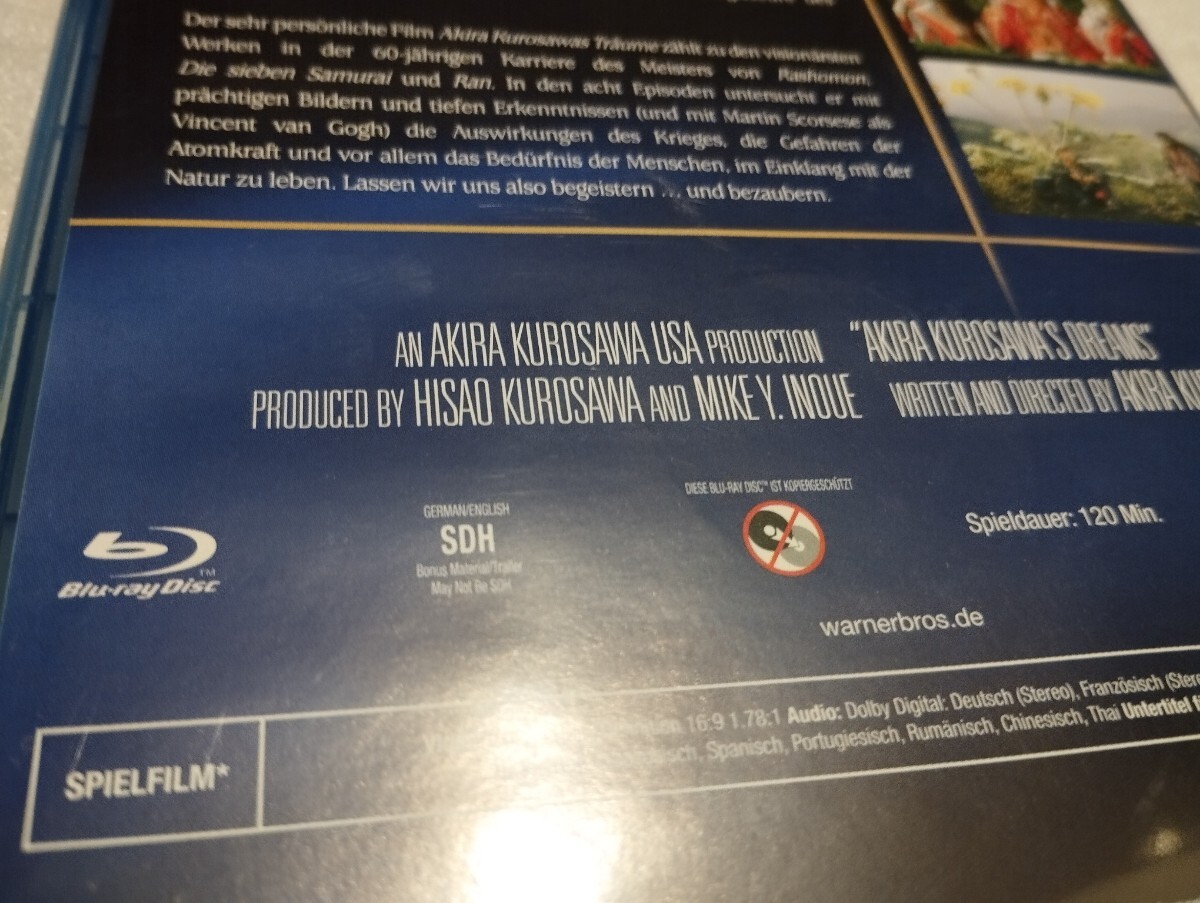 Der sehr persönliche Film Akira Kurosawas Träume zählt zu den visionärsten
Werken in der 60-jährigen Karriere des Meisters von Rashomon,
Die sieben Samurai und Ran. In den acht Episoden untersucht er mit
prächtigen Bildern und tiefen Erkenntnissen (und mit Martin Scorsese als
Vincent van Gogh) die Auswirkungen des Krieges, die Gefahren der
Atomkraft und vor allem das Bedürfnis der Menschen, im Einklang mit der
Natur zu leben. Lassen wir uns also begeistern ... und bezaubern.
AN AKIRA KUROSAWA USA PRODUCTION "AKIRA KUROSAWA'S DREAMS"
PRODUCED BY HISAO KUROSAWA AND MIKE Y. INOUE WRITTEN AND DIRECTED BY AKIRA
Blu-ray Disc™
GERMAN/ENGLISH
SDH
Bonus Material/Trailer
May Not Be SDH
DIESE BLU-RAY DISC™ IST KOPIERGESCHÜTZT
Spieldauer: 120 Min.
warnerbros.de
SPIELFILM*
16:9 1.78:1 Audio: Dolby Digital: Deutsch (Stereo), Französisch
Spanisch, Portugiesisch, Rumänisch, Chinesisch, Thai Untertitel